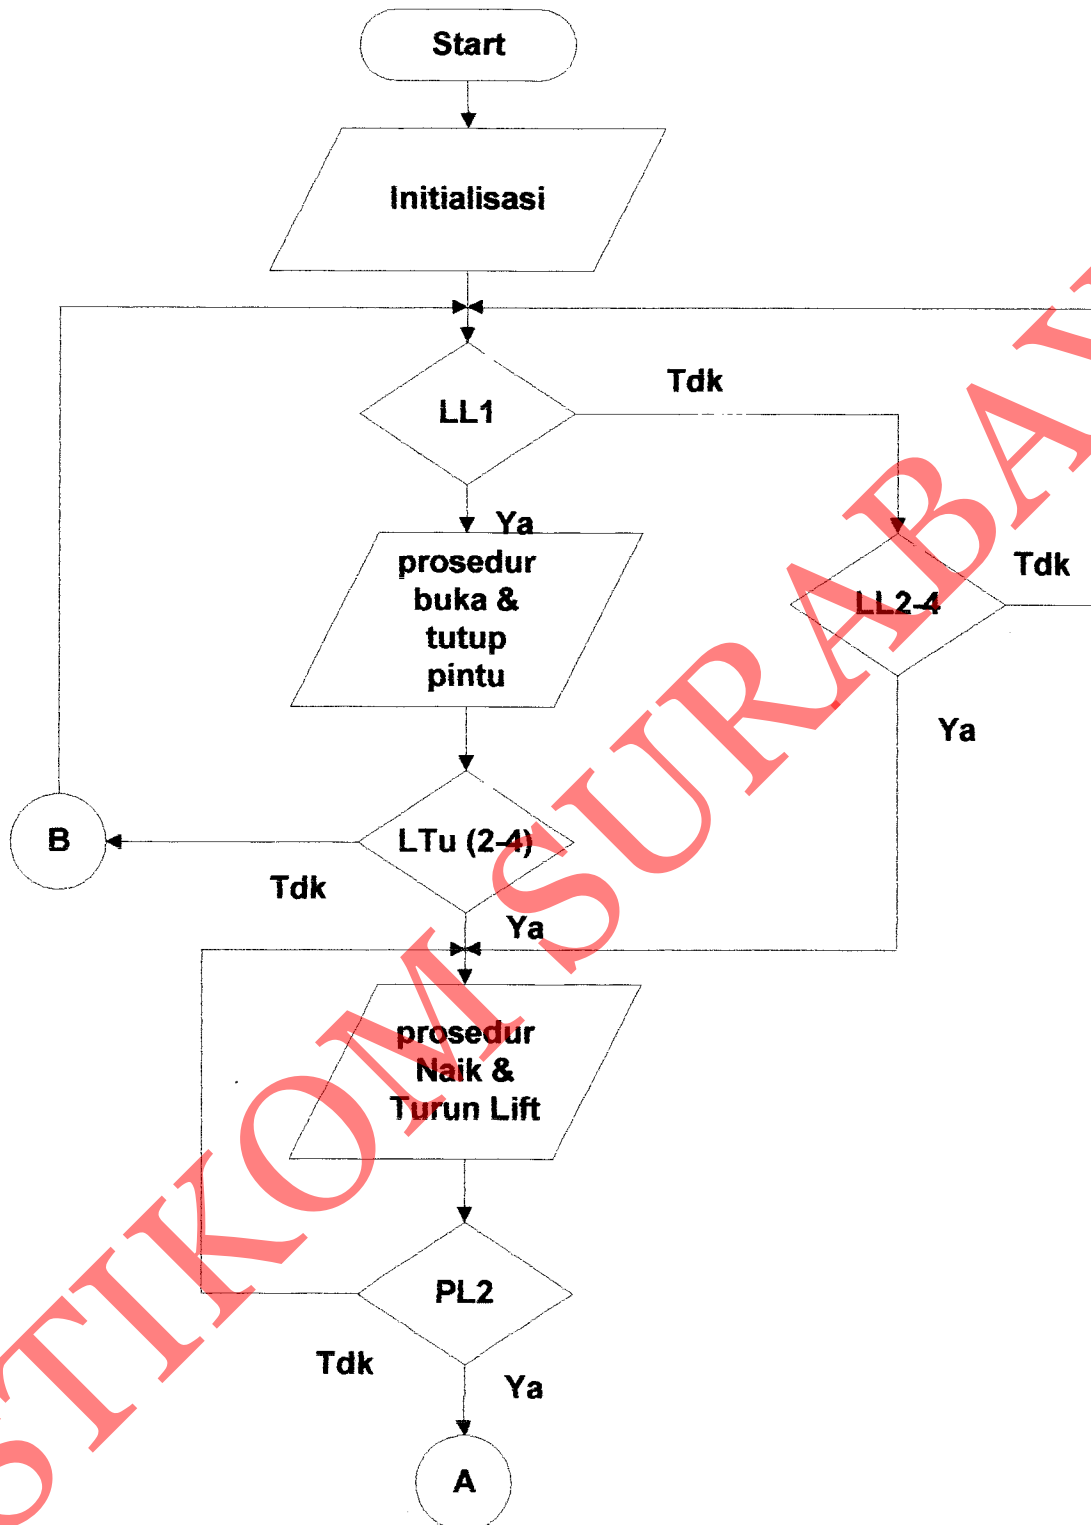 Start
Initialisasi
LL1
Tdk
Ya
prosedur
buka &
tutup
pintu
Tdk
LL2-4
Ya
B
LTu (2-4)
Tdk
Ya
prosedur
Naik &
Turun Lift
PL2
Tdk
Ya
A
STIKOM SURABAY